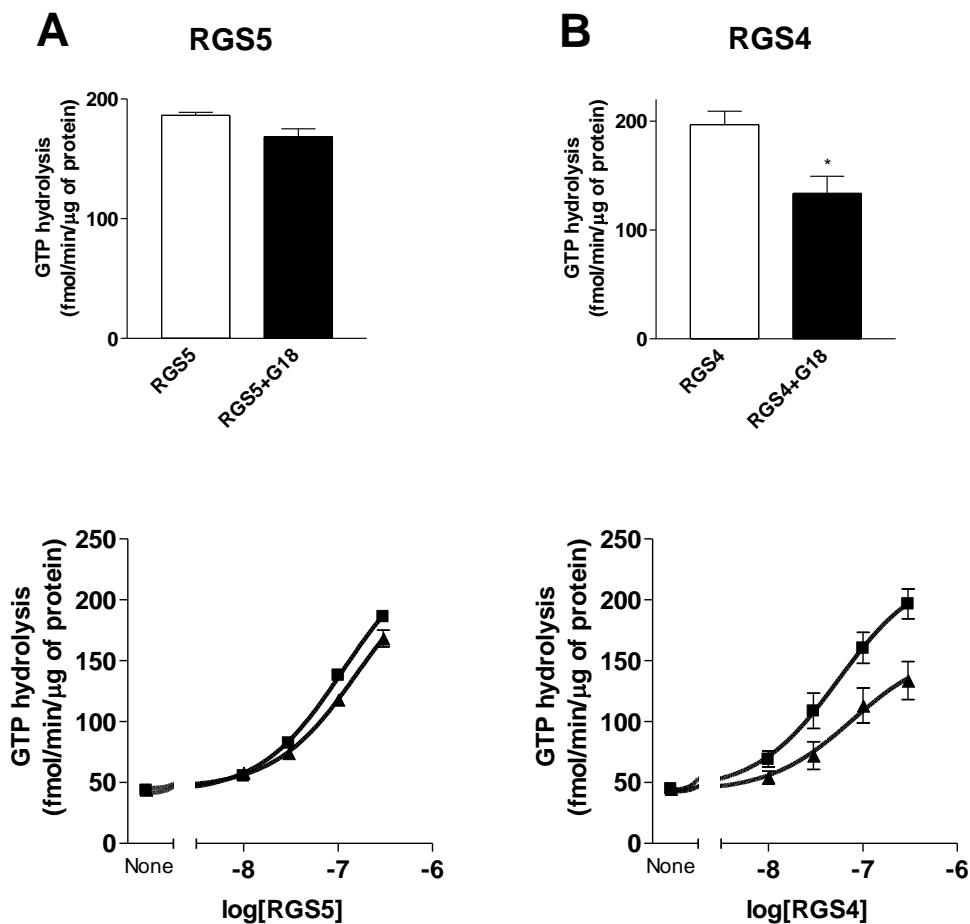 A
RGS5
GTP hydrolysis
(fmol/min/µg of protein)
200
100
0
RGS5
RGS5+G18
B
RGS4
GTP hydrolysis
(fmol/min/µg of protein)
200
100
0
*
RGS4
RGS4+G18
GTP hydrolysis
(fmol/min/µg of protein)
250
200
150
100
50
0
None
-8
-7
-6
log[RGS5]
GTP hydrolysis
(fmol/min/µg of protein)
250
200
150
100
50
0
None
-8
-7
-6
log[RGS4]